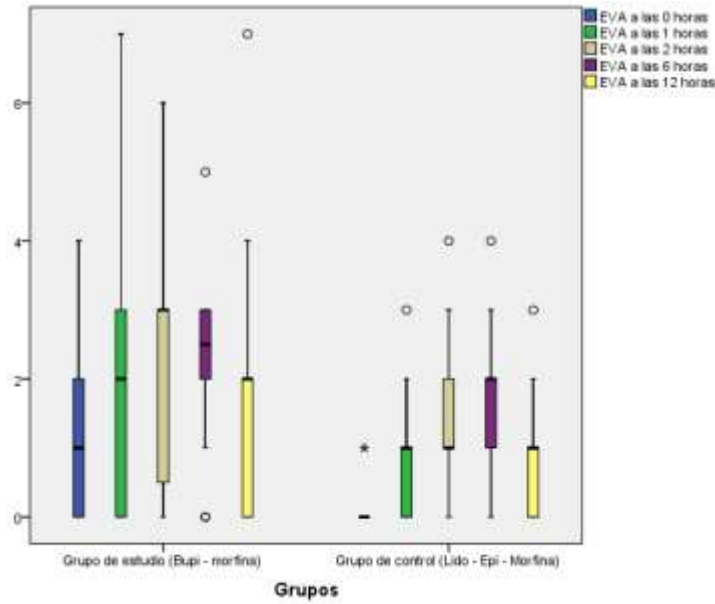 EVA a las 0 horas
EVA a las 1 horas
EVA a las 2 horas
EVA a las 6 horas
EVA a las 12 horas
6
4
2
0
Grupo de estudio (Bupi - morfina)
Grupo de control (Lido - Epi - Morfina)
Grupos